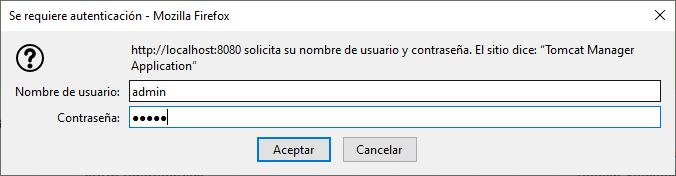 Se requiere autenticación - Mozilla Firefox
http://localhost:8080 solicita su nombre de usuario y contraseña. El sitio dice: “Tomcat Manager
Application”
Nombre de usuario: admin
Contraseña: •••••
Aceptar Cancelar